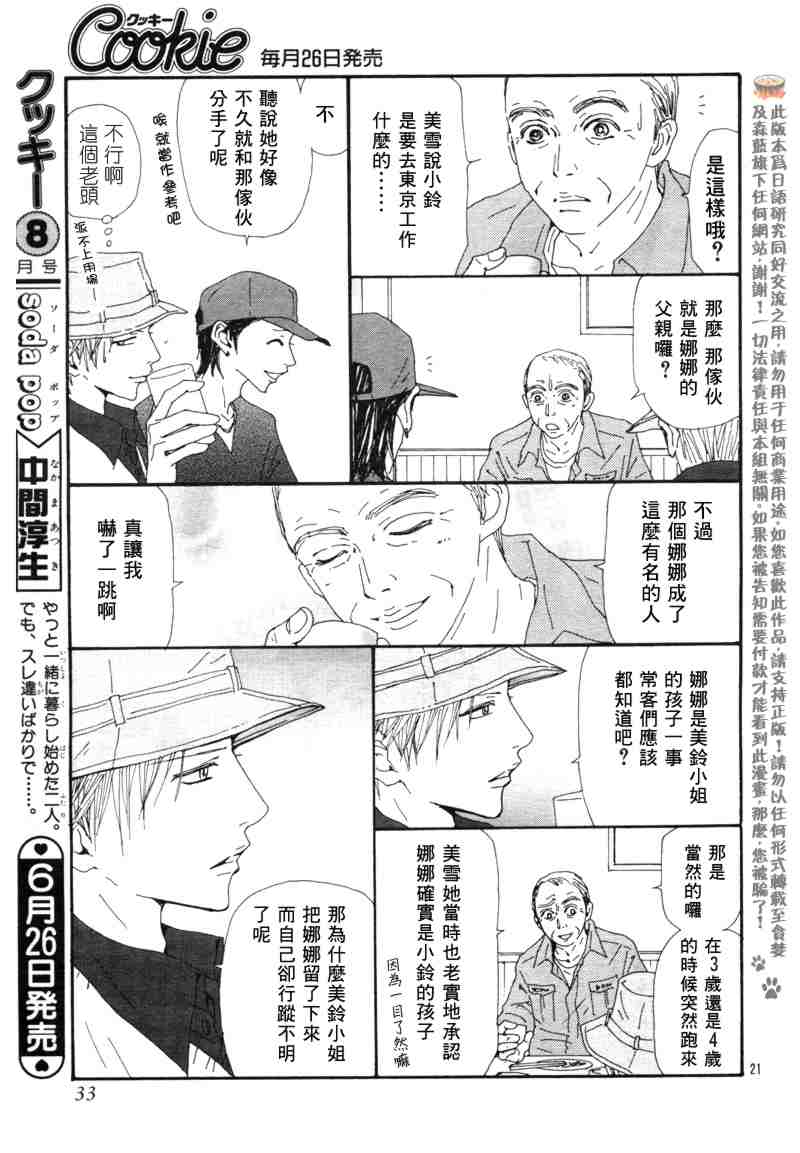 クッキー
Cookie
毎月26日発売
是這樣哦？
美雪說小鈴
是要去東京工作
什麼的……
不
聽說她好像
不久就和那傢伙
分手了呢
唉 就當作
參考吧
不行啊
這個老頭
派不上用場…
那麼 那傢伙
就是娜娜的
父親囉？
不過
那個娜娜成了
這麼有名的人
真讓我
嚇了一跳啊
娜娜是美鈴小姐
的孩子一事
常客們應該
都知道吧？
那是
當然的囉
在3歲還是4歲
的時候突然跑來
美雪她當時也老實地承認
娜娜確實是小鈴的孩子
因為一目了然嘛
那為什麼美鈴小姐
把娜娜留了下來
而自己卻行蹤不明
了呢
21
33
クッキー8月号
soda pop
ソーダ ポップ
中間淳生
なかま あつき
やっと一緒に暮らし始めた二人。
でも、スレ違いばかりで……。
♥6月26日発売♥
此版本爲日語研究同好交流之用，請勿用于任何商業用途。如您喜歡此作品，請支持正版！請勿以任何形式轉載至貪婪
及森藍旗下任何網站，謝謝！一切法律責任與本組無關。如果您被告知需要付款才能看到此漫畫，那麼，您被騙了！